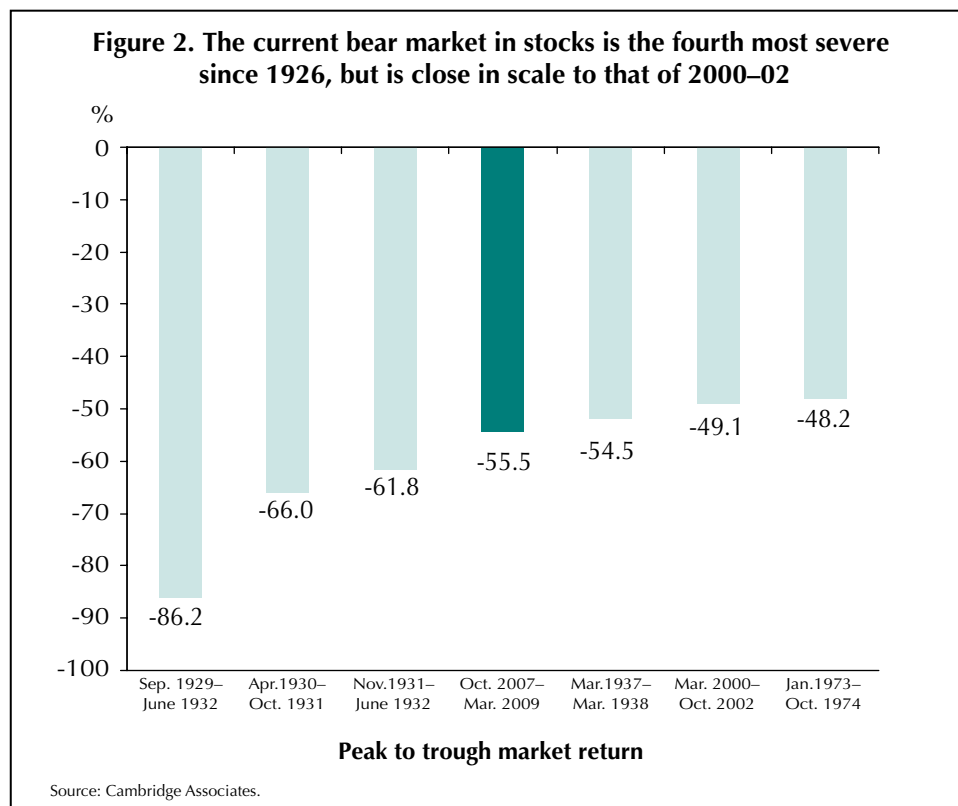 Figure 2. The current bear market in stocks is the fourth most severe
since 1926, but is close in scale to that of 2000–02
%
0
-10
-20
-30
-40
-50
-60
-70
-80
-90
-100
-86.2
-66.0
-61.8
-55.5
-54.5
-49.1
-48.2
Sep. 1929–
June 1932
Apr.1930–
Oct. 1931
Nov.1931–
June 1932
Oct. 2007–
Mar. 2009
Mar.1937–
Mar. 1938
Mar. 2000–
Oct. 2002
Jan.1973–
Oct. 1974
Peak to trough market return
Source: Cambridge Associates.